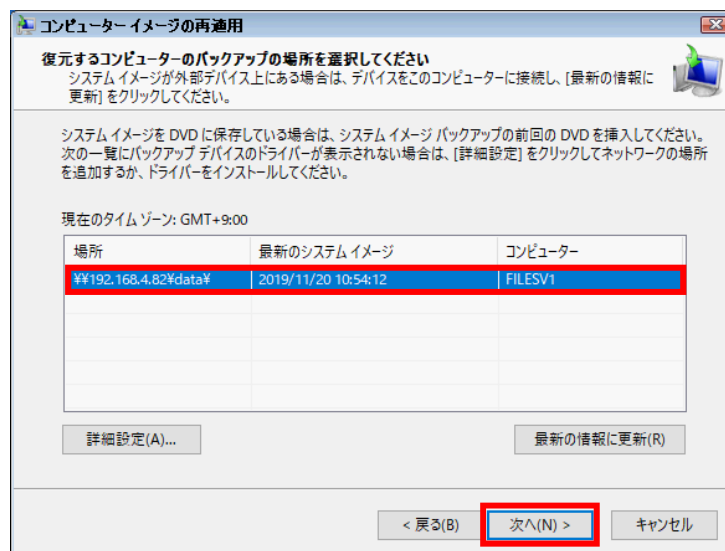 コンピューター イメージの再適用
復元するコンピューターのバックアップの場所を選択してください
システム イメージが外部デバイス上にある場合は、デバイスをこのコンピューターに接続し、[最新の情報に
更新] をクリックしてください。
システム イメージを DVD に保存している場合は、システム イメージ バックアップの前回の DVD を挿入してください。
次の一覧にバックアップ デバイスのドライバーが表示されない場合は、[詳細設定] をクリックしてネットワークの場所
を追加するか、ドライバーをインストールしてください。
現在のタイム ゾーン: GMT+9:00
場所 最新のシステム イメージ コンピューター
¥¥192.168.4.82¥data¥ 2019/11/20 10:54:12 FILESV1
詳細設定(A)... 最新の情報に更新(R)
< 戻る(B) 次へ(N) > キャンセル